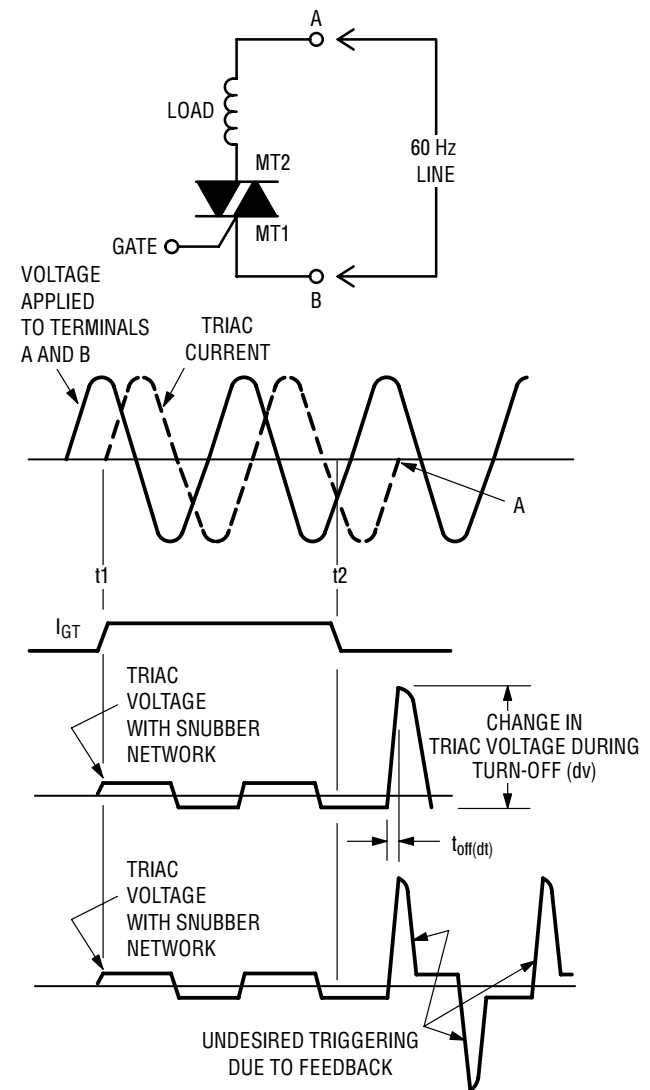 A
LOAD
MT2
60 Hz
LINE
MT1
GATE
B
VOLTAGE
APPLIED
TO TERMINALS
A AND B
TRIAC
CURRENT
A
t1
t2
IGT
TRIAC
VOLTAGE
WITH SNUBBER
NETWORK
CHANGE IN
TRIAC VOLTAGE DURING
TURN-OFF (dv)
toff(dt)
TRIAC
VOLTAGE
WITH SNUBBER
NETWORK
UNDESIRED TRIGGERING
DUE TO FEEDBACK